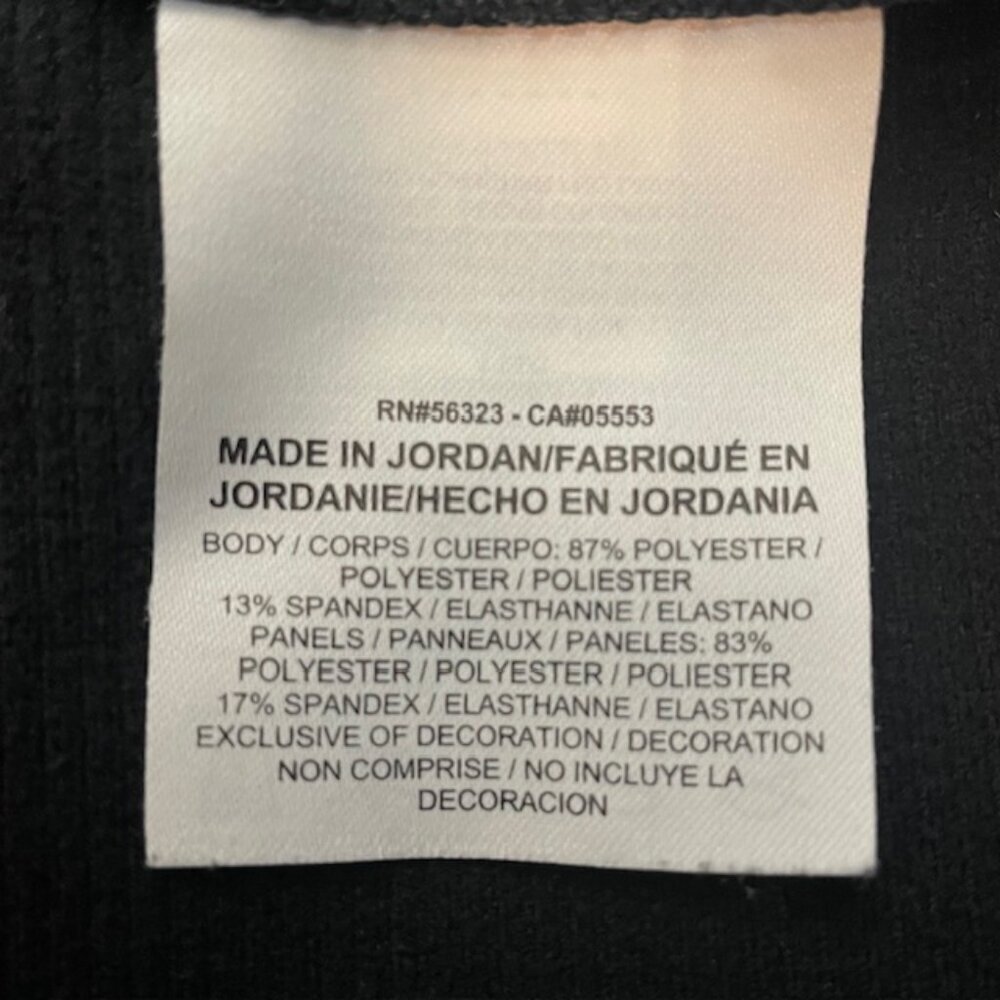 RN#56323 - CA#05553
MADE IN JORDAN/FABRIQUÉ EN
JORDANIE/HECHO EN JORDANIA
BODY / CORPS / CUERPO: 87% POLYESTER /
POLYESTER / POLIESTER
13% SPANDEX / ELASTHANNE / ELASTANO
PANELS / PANNEAUX / PANELES: 83%
POLYESTER / POLYESTER / POLIESTER
17% SPANDEX / ELASTHANNE / ELASTANO
EXCLUSIVE OF DECORATION / DECORATION
NON COMPRISE / NO INCLUYE LA
DECORACION